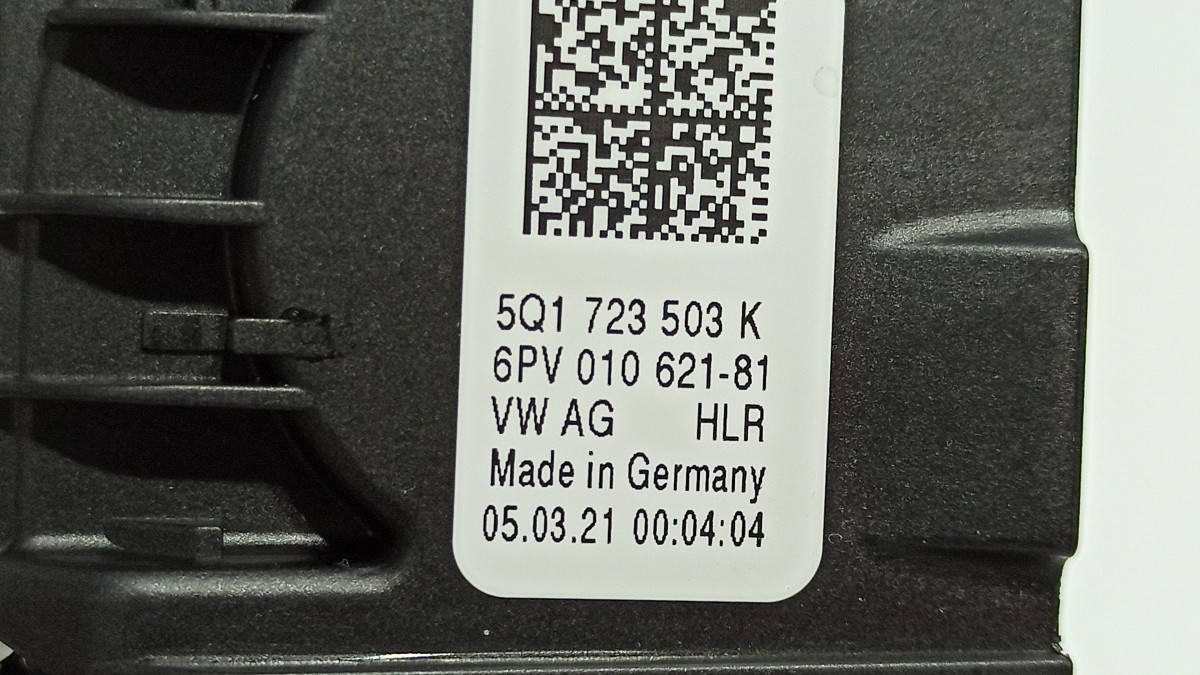 5Q1 723 503 K
6PV 010 621-81
VW AG HLR
Made in Germany
05.03.21 00:04:04